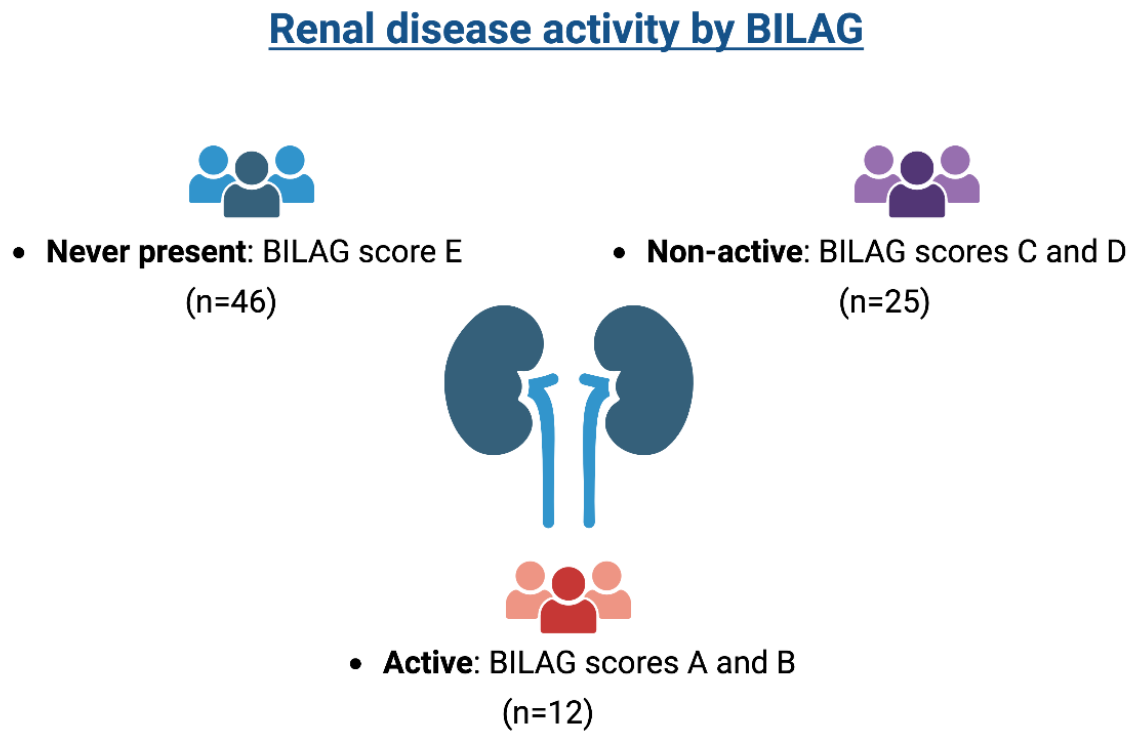 Renal disease activity by BILAG
• Never present: BILAG score E
(n=46)
• Non-active: BILAG scores C and D
(n=25)
• Active: BILAG scores A and B
(n=12)